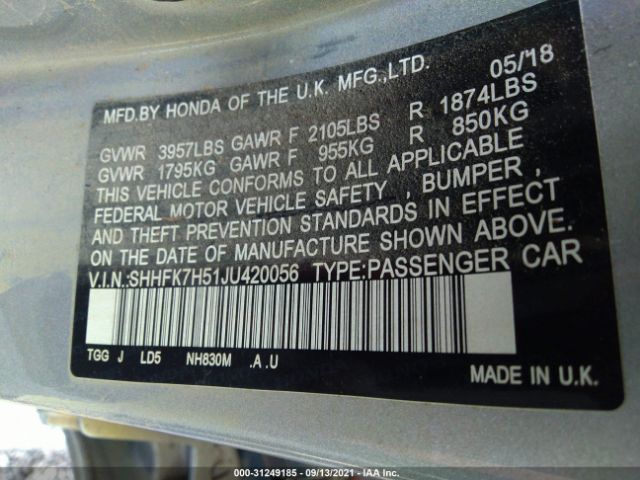 MFD.BY HONDA OF THE U.K. MFG.,LTD. 05/18
GVWR 3957LBS GAWR F 2105LBS R 1874LBS
GVWR 1795KG GAWR F 955KG R 850KG
THIS VEHICLE CONFORMS TO ALL APPLICABLE
FEDERAL MOTOR VEHICLE SAFETY , BUMPER ,
AND THEFT PREVENTION STANDARDS IN EFFECT
ON THE DATE OF MANUFACTURE SHOWN ABOVE.
V.I.N.:SHHFK7H51JU420056 TYPE:PASSENGER CAR
TGG J LD5 NH830M .A .U
MADE IN U.K.
000-31249185 - 09/13/2021 - IAA Inc.